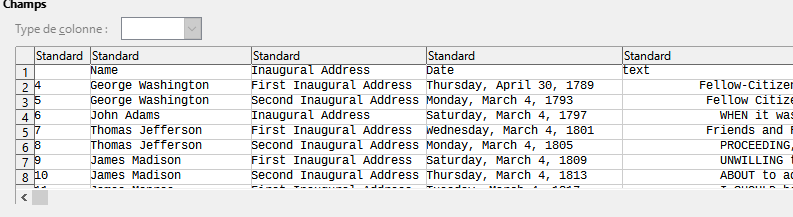 Champs
Type de colonne :
Standard Standard Standard Standard Standard
1 Name Inaugural Address Date text
2 4 George Washington First Inaugural Address Thursday, April 30, 1789 Fellow-Citizen
3 5 George Washington Second Inaugural Address Monday, March 4, 1793 Fellow Citize
4 6 John Adams Inaugural Address Saturday, March 4, 1797 WHEN it was
5 7 Thomas Jefferson First Inaugural Address Wednesday, March 4, 1801 Friends and F
6 8 Thomas Jefferson Second Inaugural Address Monday, March 4, 1805 PROCEEDING,
7 9 James Madison First Inaugural Address Saturday, March 4, 1809 UNWILLING t
8 10 James Madison Second Inaugural Address Thursday, March 4, 1813 ABOUT to ad